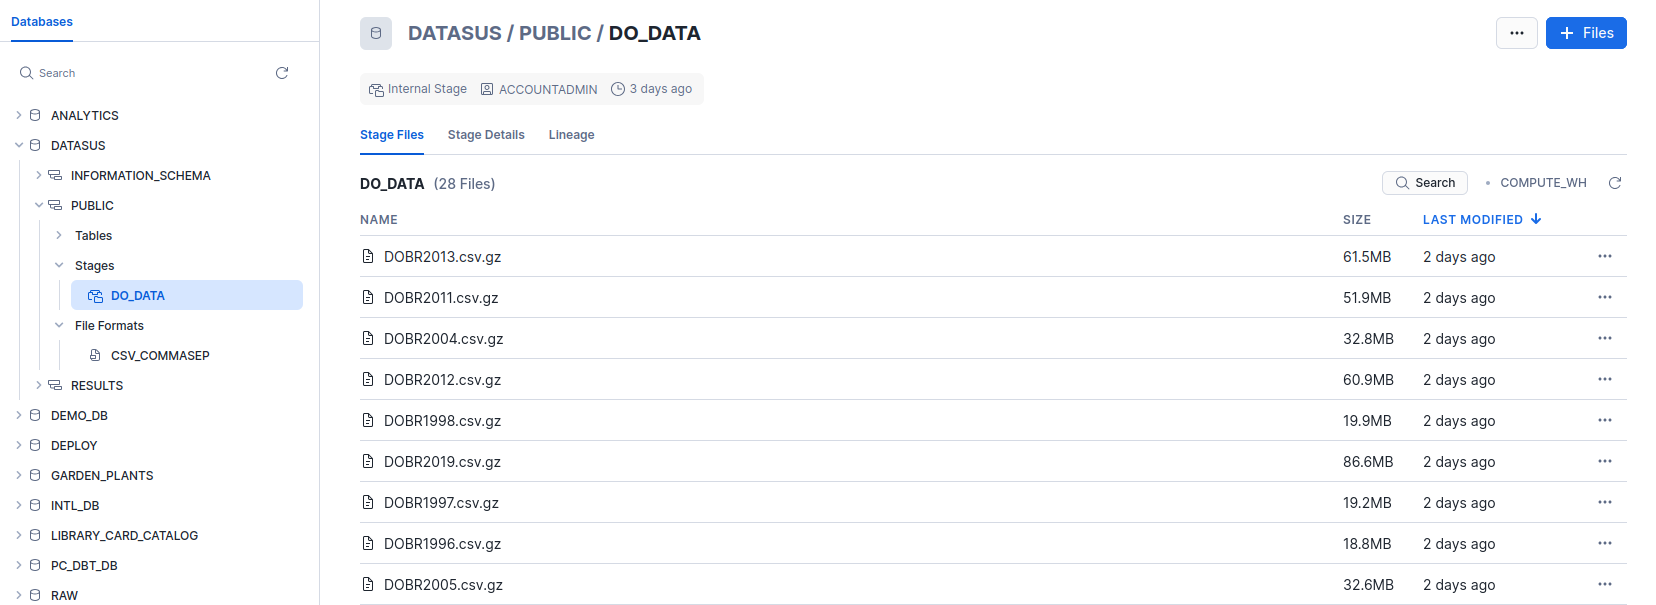 Databases
Search
ANALYTICS
DATASUS
INFORMATION_SCHEMA
PUBLIC
Tables
Stages
DO_DATA
File Formats
CSV_COMMASEP
RESULTS
DEMO_DB
DEPLOY
GARDEN_PLANTS
INTL_DB
LIBRARY_CARD_CATALOG
PC_DBT_DB
RAW
DATASUS / PUBLIC / DO_DATA
... + Files
Internal Stage ACCOUNTADMIN 3 days ago
Stage Files Stage Details Lineage
DO_DATA (28 Files) Search • COMPUTE_WH
NAME SIZE LAST MODIFIED
DOBR2013.csv.gz 61.5MB 2 days ago ...
DOBR2011.csv.gz 51.9MB 2 days ago ...
DOBR2004.csv.gz 32.8MB 2 days ago ...
DOBR2012.csv.gz 60.9MB 2 days ago ...
DOBR1998.csv.gz 19.9MB 2 days ago ...
DOBR2019.csv.gz 86.6MB 2 days ago ...
DOBR1997.csv.gz 19.2MB 2 days ago ...
DOBR1996.csv.gz 18.8MB 2 days ago ...
DOBR2005.csv.gz 32.6MB 2 days ago ...